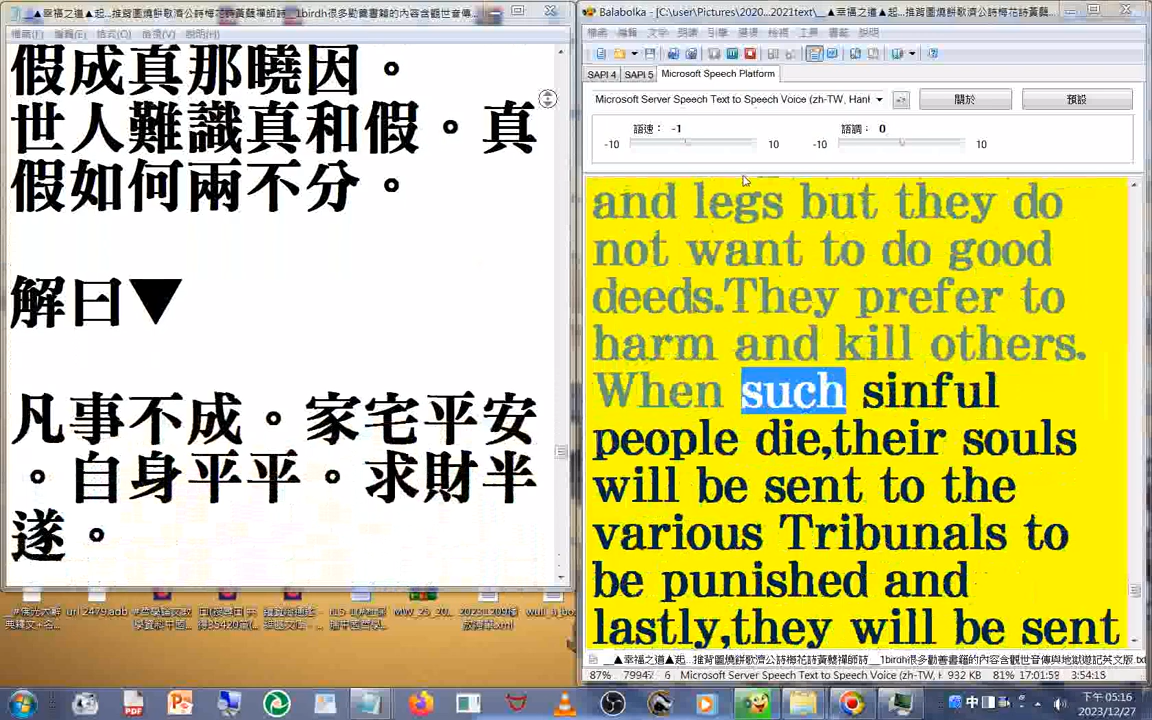 假成真那曉因。
世人難識真和假。真
假如何兩不分。
解曰▼
凡事不成。家宅平安
。自身平平。求財半
遂。
SAPI 4
SAPI 5
Microsoft Speech Platform
Microsoft Server Speech Text to Speech Voice (zh-TW, Han
關於
預設
語速： -1
語調： 0
-10
10
-10
10
and legs but they do
not want to do good
deeds.They prefer to
harm and kill others.
When such sinful
people die,their souls
will be sent to the
various Tribunals to
be punished and
lastly,they will be sent
87%
6
Microsoft Server Speech Text to Speech Voice (zh-TW, H
932 KB
81%
17:01:58
3:54:18
下午 05:16
2023/12/27